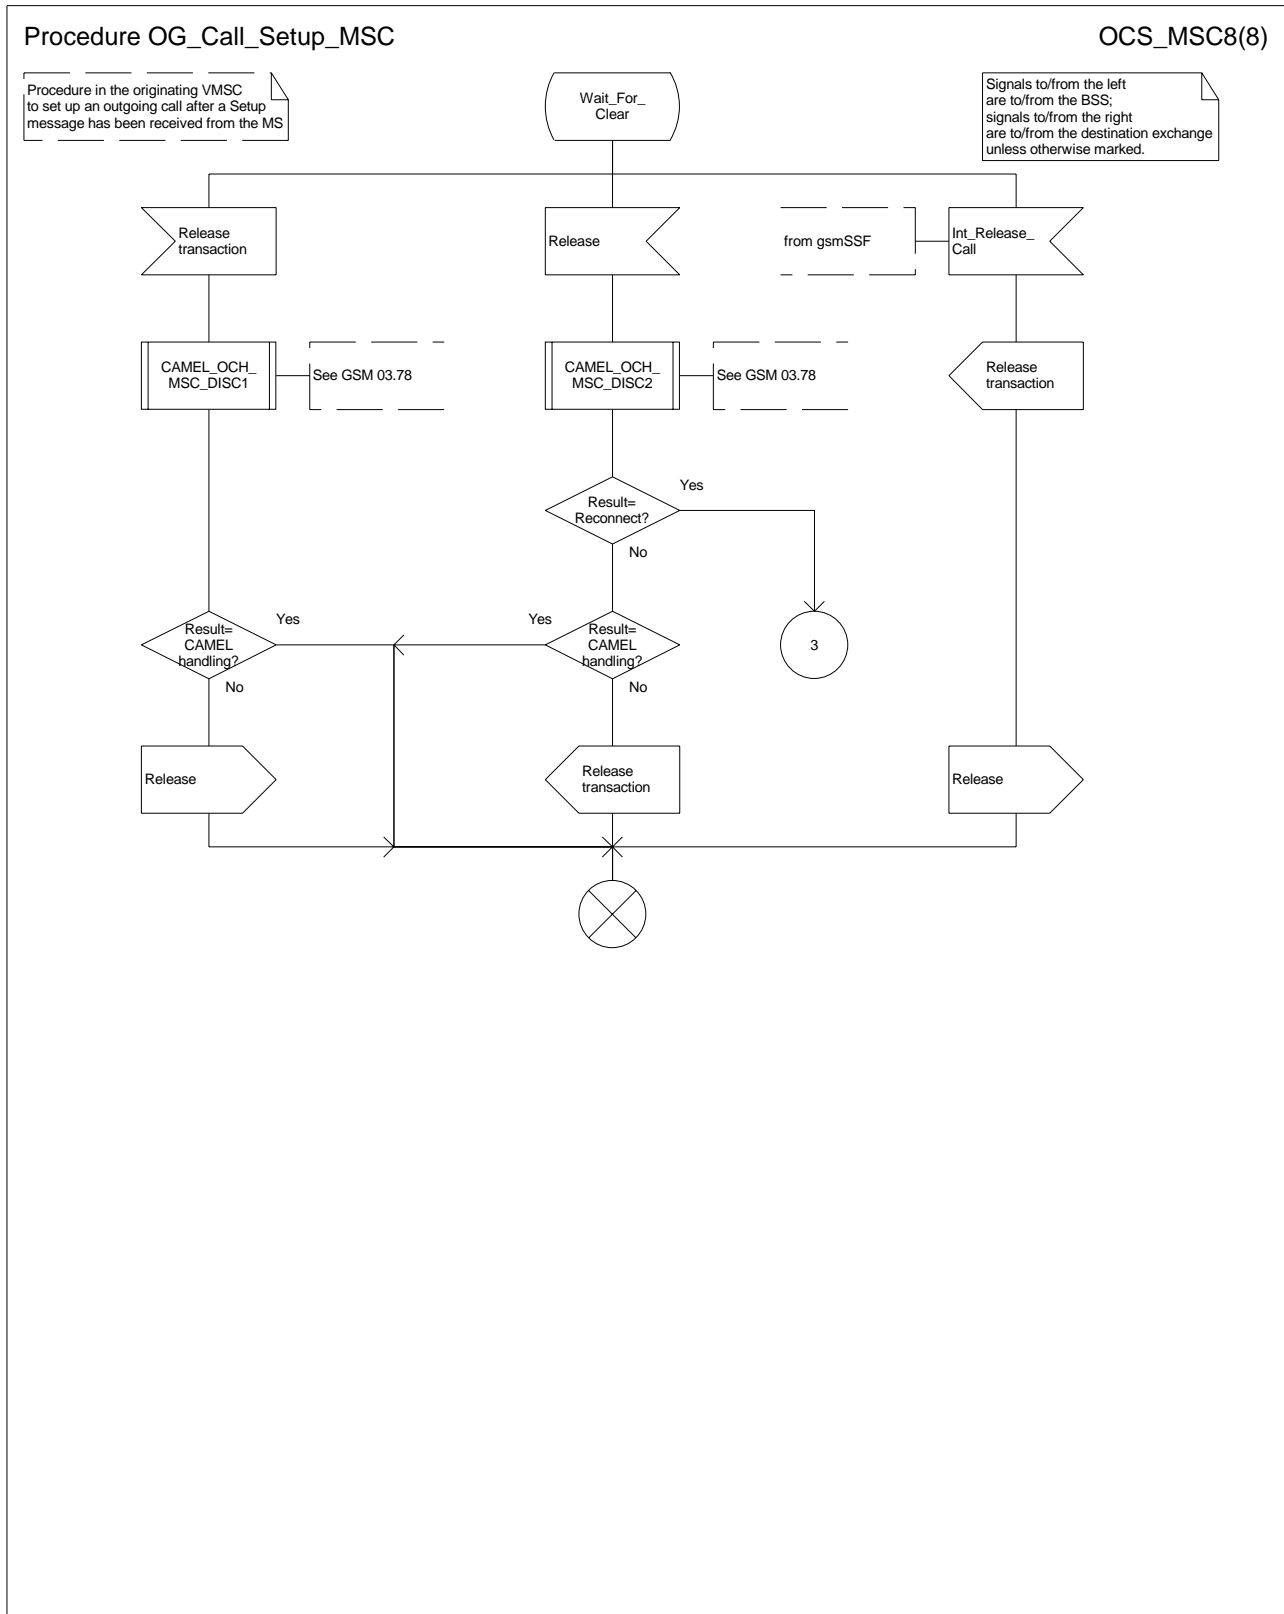 Procedure OG_Call_Setup_MSC
OCS_MSC8(8)
Procedure in the originating VMSC
to set up an outgoing call after a Setup
message has been received from the MS
Wait_For_
Clear
Signals to/from the left
are to/from the BSS;
signals to/from the right
are to/from the destination exchange
unless otherwise marked.
Release
transaction
Release
from gsmSSF
Int_Release_
Call
CAMEL_OCH_
MSC_DISC1
See GSM 03.78
CAMEL_OCH_
MSC_DISC2
See GSM 03.78
Release
transaction
Result=
Reconnect?
Yes
No
Result=
CAMEL
handling?
Yes
No
Yes
Result=
CAMEL
handling?
No
3
Release
Release
transaction
Release